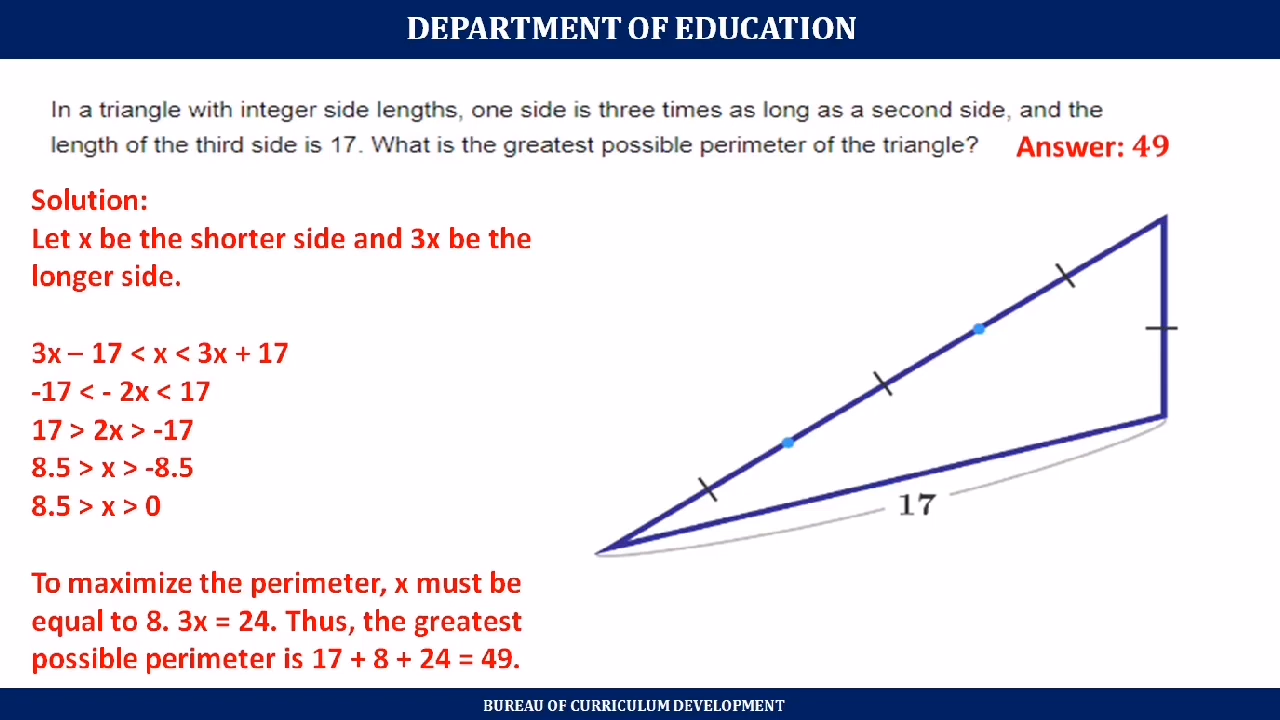 DEPARTMENT OF EDUCATION
In a triangle with integer side lengths, one side is three times as long as a second side, and the
length of the third side is 17. What is the greatest possible perimeter of the triangle? Answer: 49
Solution:
Let x be the shorter side and 3x be the
longer side.
3x – 17 < x < 3x + 17
-17 < - 2x < 17
17 > 2x > -17
8.5 > x > -8.5
8.5 > x > 0
17
To maximize the perimeter, x must be
equal to 8. 3x = 24. Thus, the greatest
possible perimeter is 17 + 8 + 24 = 49.
BUREAU OF CURRICULUM DEVELOPMENT